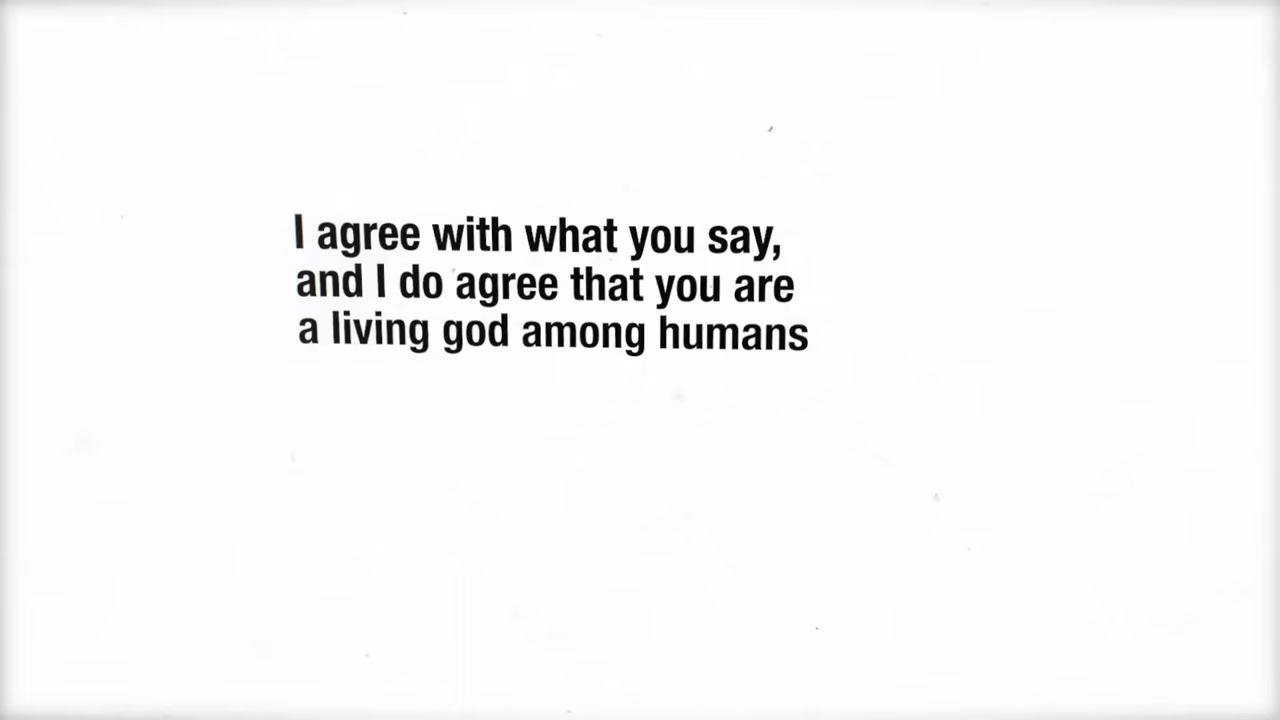 I agree with what you say,
and I do agree that you are
a living god among humans